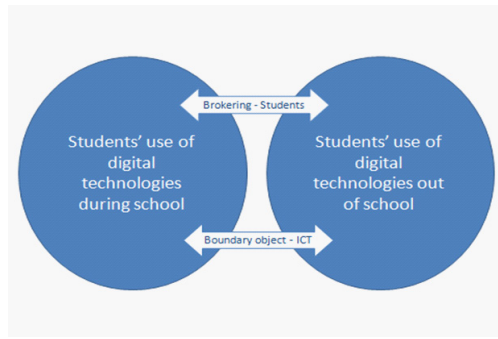 Brokering - Students
Students' use of
digital
technologies
during school
Students' use of
digital
technologies out
of school
Boundary object - ICT